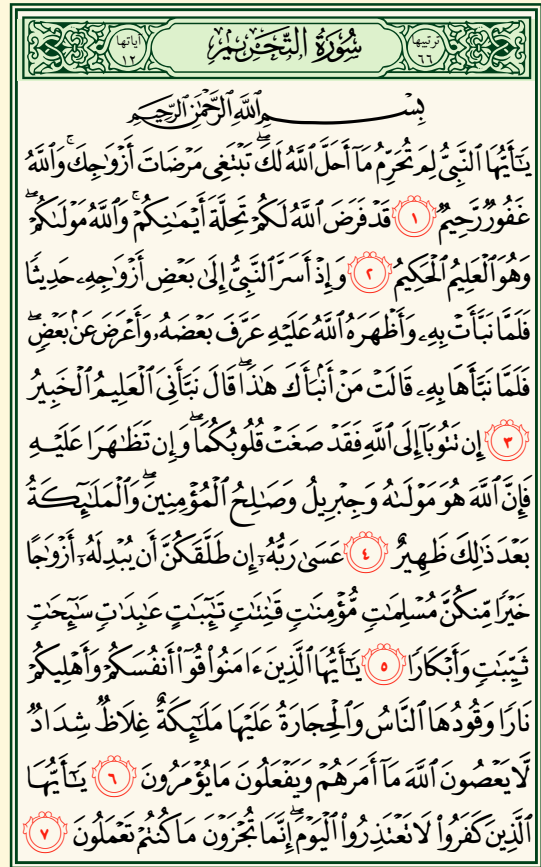 ترتيبها ٦٦ سُورَةُ التَّحْرِيمِ آياتها ١٢
بِسْمِ ٱللَّهِ ٱلرَّحْمَٰنِ ٱلرَّحِيمِ
يَٰٓأَيُّهَا ٱلنَّبِىُّ لِمَ تُحَرِّمُ مَآ أَحَلَّ ٱللَّهُ لَكَ ۖ تَبْتَغِى مَرْضَاتَ أَزْوَٰجِكَ ۚ وَٱللَّهُ
غَفُورٌ رَّحِيمٌ ١ قَدْ فَرَضَ ٱللَّهُ لَكُمْ تَحِلَّةَ أَيْمَٰنِكُمْ ۚ وَٱللَّهُ مَوْلَىٰكُمْ ۖ
وَهُوَ ٱلْعَلِيمُ ٱلْحَكِيمُ ٢ وَإِذْ أَسَرَّ ٱلنَّبِىُّ إِلَىٰ بَعْضِ أَزْوَٰجِهِۦ حَدِيثًا
فَلَمَّا نَبَّأَتْ بِهِۦ وَأَظْهَرَهُ ٱللَّهُ عَلَيْهِ عَرَّفَ بَعْضَهُۥ وَأَعْرَضَ عَنۢ بَعْضٍ ۖ
فَلَمَّا نَبَّأَهَا بِهِۦ قَالَتْ مَنْ أَنۢبَأَكَ هَٰذَا ۖ قَالَ نَبَّأَنِىَ ٱلْعَلِيمُ ٱلْخَبِيرُ
٣ إِن تَتُوبَآ إِلَى ٱللَّهِ فَقَدْ صَغَتْ قُلُوبُكُمَا ۖ وَإِن تَظَٰهَرَا عَلَيْهِ
فَإِنَّ ٱللَّهَ هُوَ مَوْلَىٰهُ وَجِبْرِيلُ وَصَٰلِحُ ٱلْمُؤْمِنِينَ ۖ وَٱلْمَلَٰٓئِكَةُ
بَعْدَ ذَٰلِكَ ظَهِيرٌ ٤ عَسَىٰ رَبُّهُۥٓ إِن طَلَّقَكُنَّ أَن يُبْدِلَهُۥٓ أَزْوَٰجًا
خَيْرًا مِّنكُنَّ مُسْلِمَٰتٍ مُّؤْمِنَٰتٍ قَٰنِتَٰتٍ تَٰٓئِبَٰتٍ عَٰبِدَٰتٍ سَٰٓئِحَٰتٍ
ثَيِّبَٰتٍ وَأَبْكَارًا ٥ يَٰٓأَيُّهَا ٱلَّذِينَ ءَامَنُوا۟ قُوٓا۟ أَنفُسَكُمْ وَأَهْلِيكُمْ
نَارًا وَقُودُهَا ٱلنَّاسُ وَٱلْحِجَارَةُ عَلَيْهَا مَلَٰٓئِكَةٌ غِلَاظٌ شِدَادٌ
لَّا يَعْصُونَ ٱللَّهَ مَآ أَمَرَهُمْ وَيَفْعَلُونَ مَا يُؤْمَرُونَ ٦ يَٰٓأَيُّهَا
ٱلَّذِينَ كَفَرُوا۟ لَا تَعْتَذِرُوا۟ ٱلْيَوْمَ ۖ إِنَّمَا تُجْزَوْنَ مَا كُنتُمْ تَعْمَلُونَ ٧